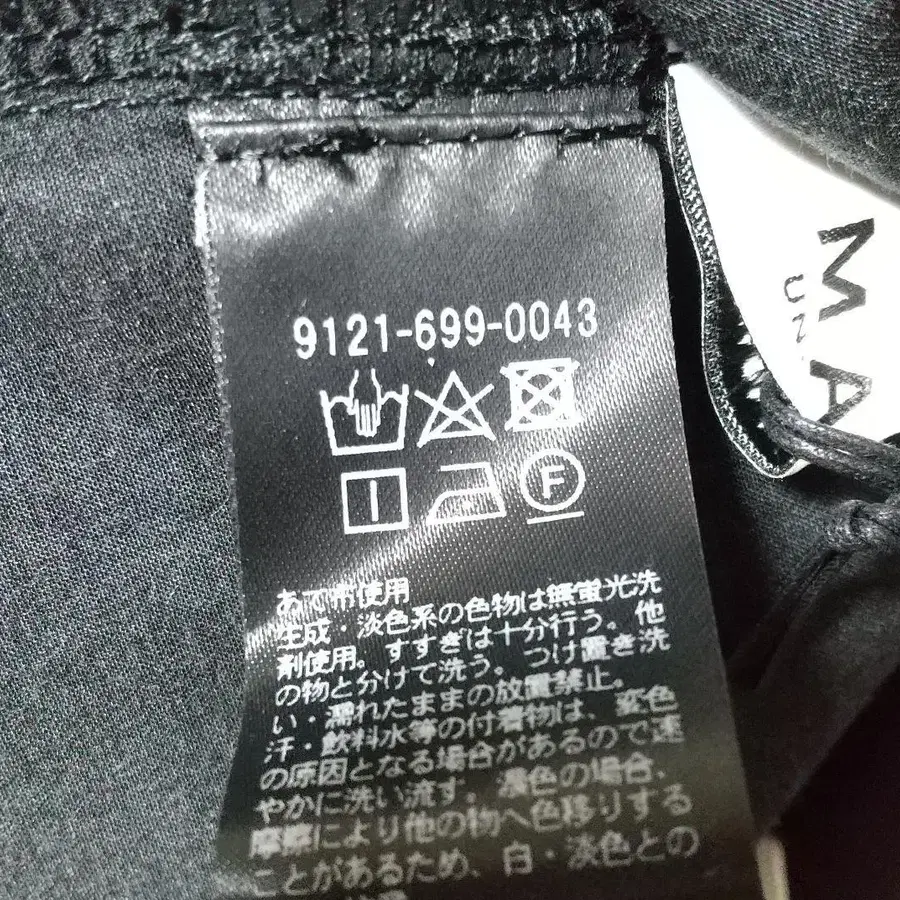 9121-699-0043
F
あて布使用
生成・淡色系の色物は無蛍光洗
剤使用。すすぎは十分行う。他
の物と分けて洗う。つけ置き洗
い・濡れたままの放置禁止。
汗・飲料水等の付着物は、変色
の原因となる場合があるので速
やかに洗い流す。濃色の場合、
摩擦により他の物へ色移りする
ことがあるため、白・淡色との
MA
UN